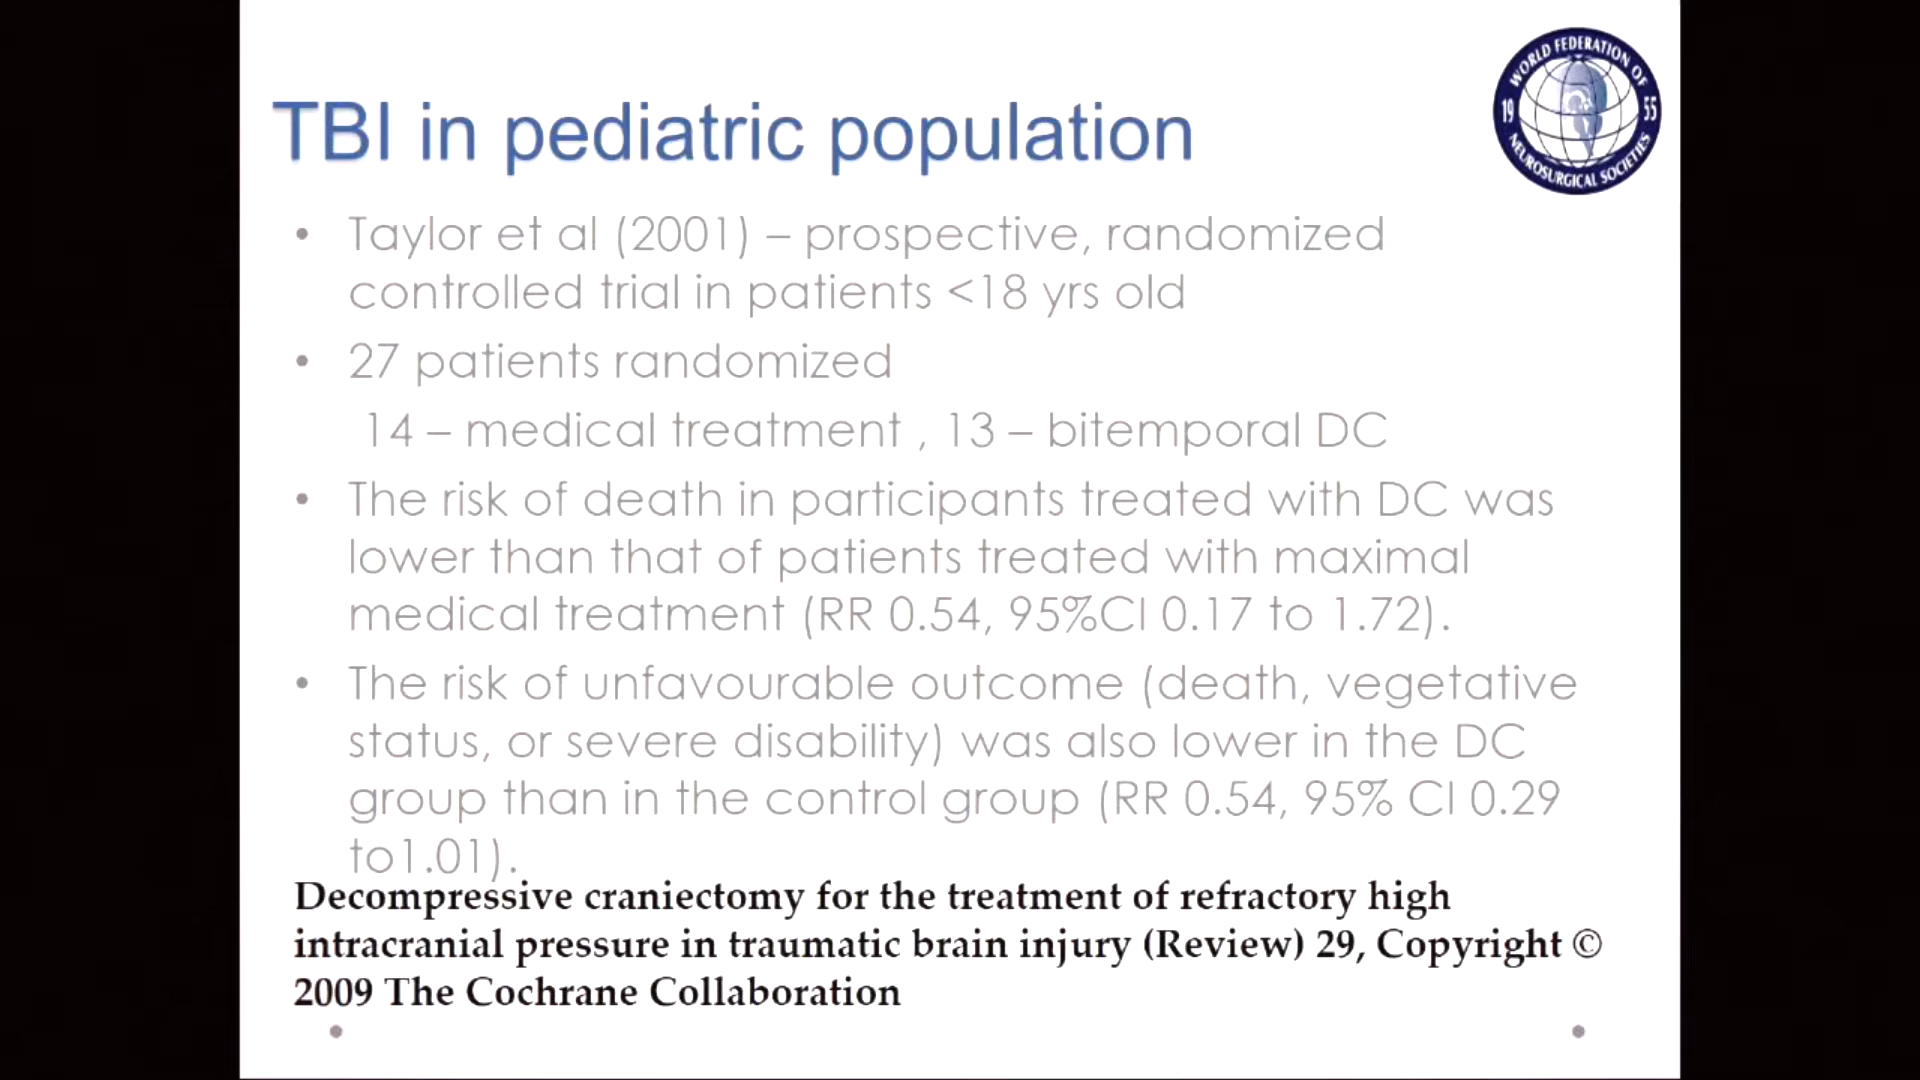 TBI in pediatric population
WORLD FEDERATION OF
19 55
NEUROSURGICAL SOCIETIES
• Taylor et al (2001) – prospective, randomized
controlled trial in patients <18 yrs old
• 27 patients randomized
14 – medical treatment , 13 – bitemporal DC
• The risk of death in participants treated with DC was
lower than that of patients treated with maximal
medical treatment (RR 0.54, 95%CI 0.17 to 1.72).
• The risk of unfavourable outcome (death, vegetative
status, or severe disability) was also lower in the DC
group than in the control group (RR 0.54, 95% CI 0.29
to1.01).
Decompressive craniectomy for the treatment of refractory high
intracranial pressure in traumatic brain injury (Review) 29, Copyright ©
2009 The Cochrane Collaboration